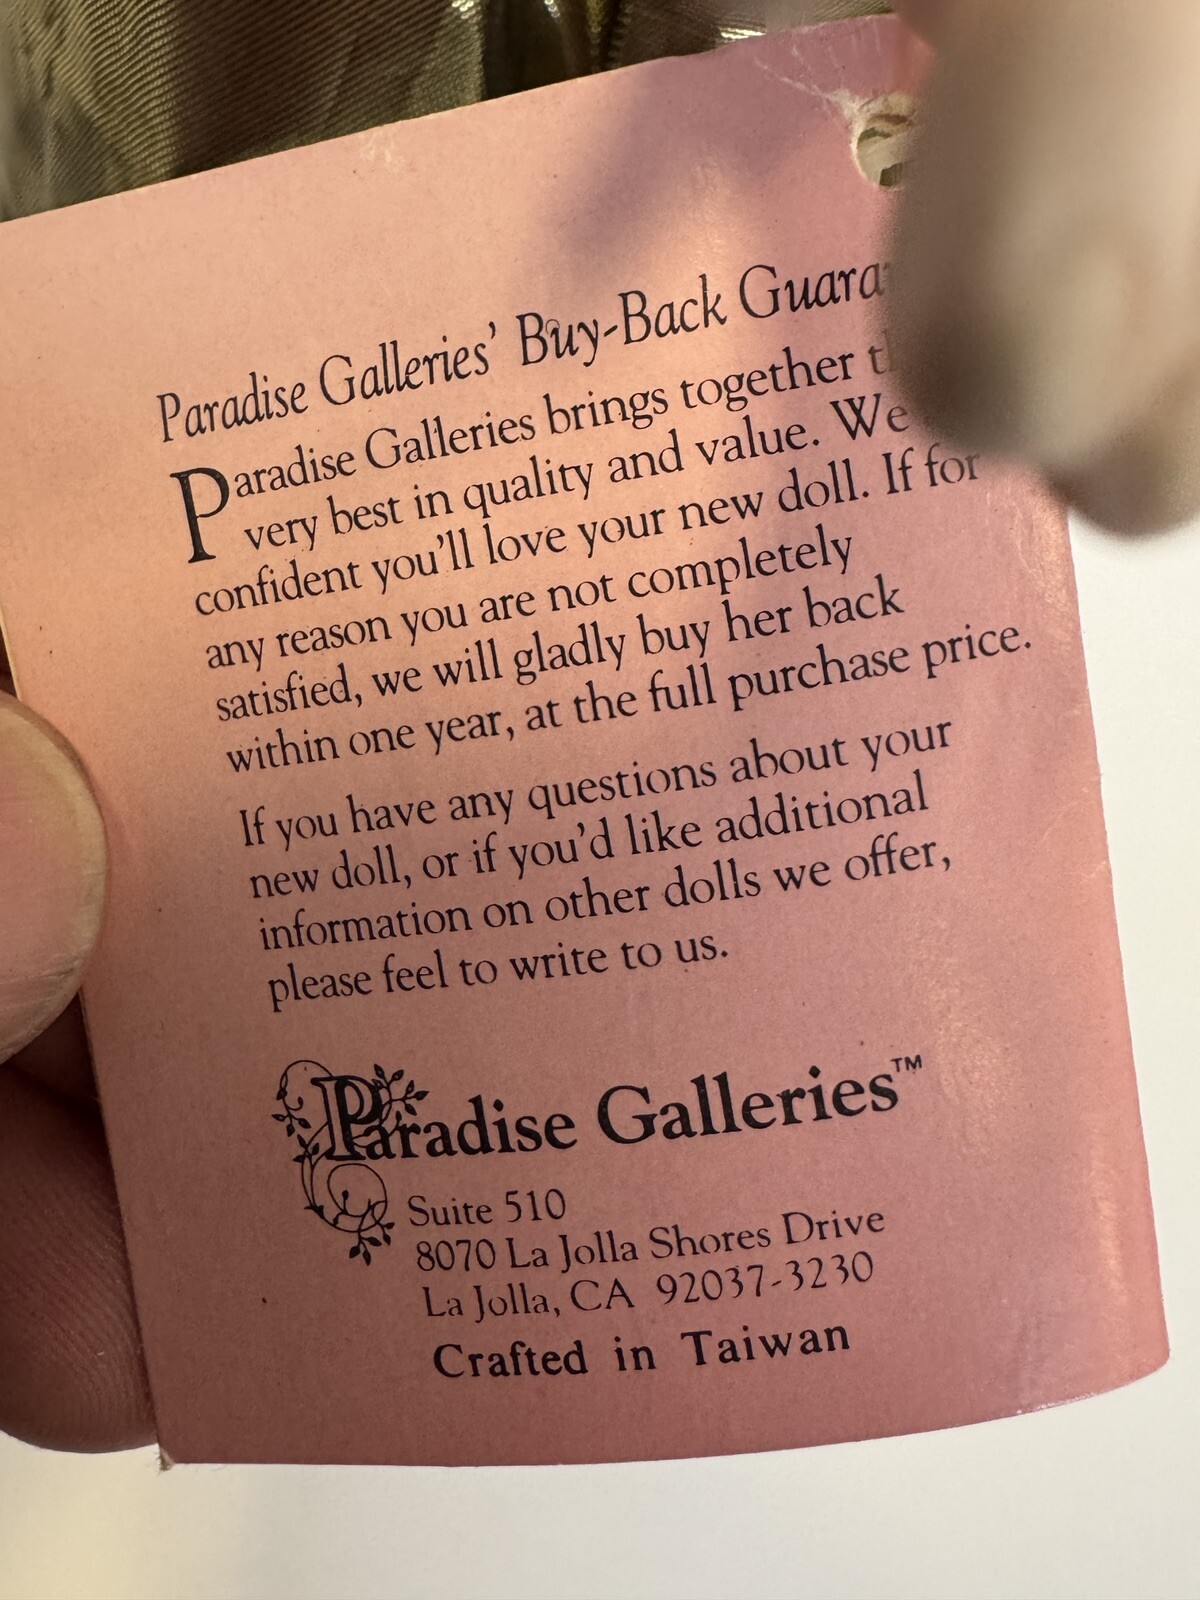 Paradise Galleries' Buy-Back
Paradise Galleries brings together
very best in quality and value. We
confident you'll love your new doll. If for
any reason you are not completely
satisfied, we will gladly buy her back
within one year, at the full purchase price.
If you have any questions about your
new doll, or if you'd like additional
information on other dolls we offer,
please feel to write to us.
Paradise Galleries™
Suite 510
8070 La Jolla Shores Drive
La Jolla, CA 92037-3230
Crafted in Taiwan